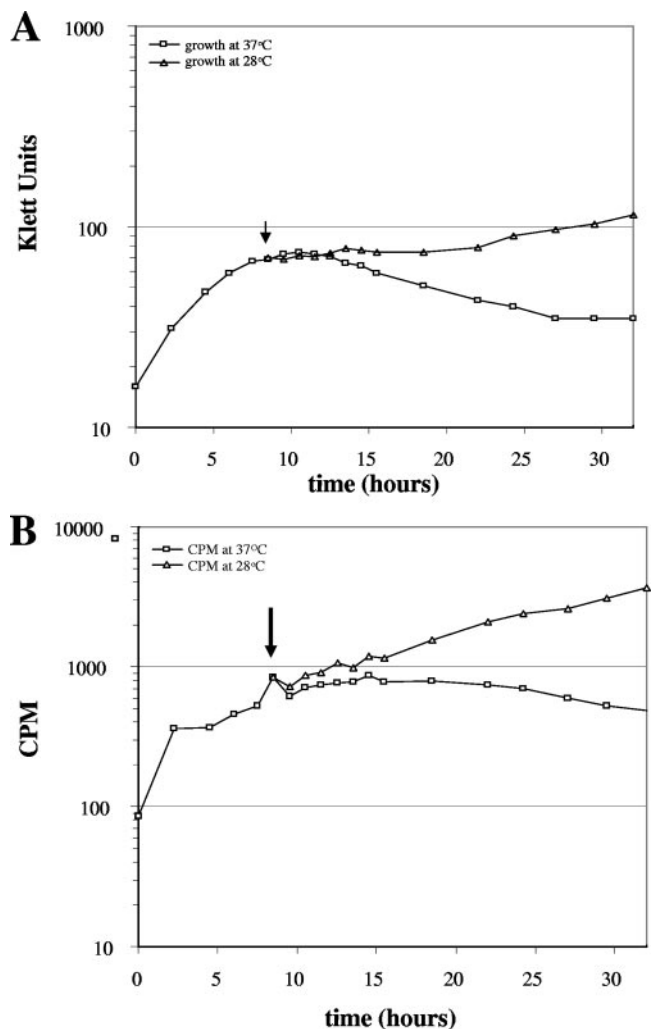 A
1000
growth at 37°C
growth at 28°C
Klett Units
100
10
0 5 10 15 20 25 30
time (hours)
B
10000
CPM at 37°C
CPM at 28°C
1000
CPM
100
10
0 5 10 15 20 25 30
time (hours)